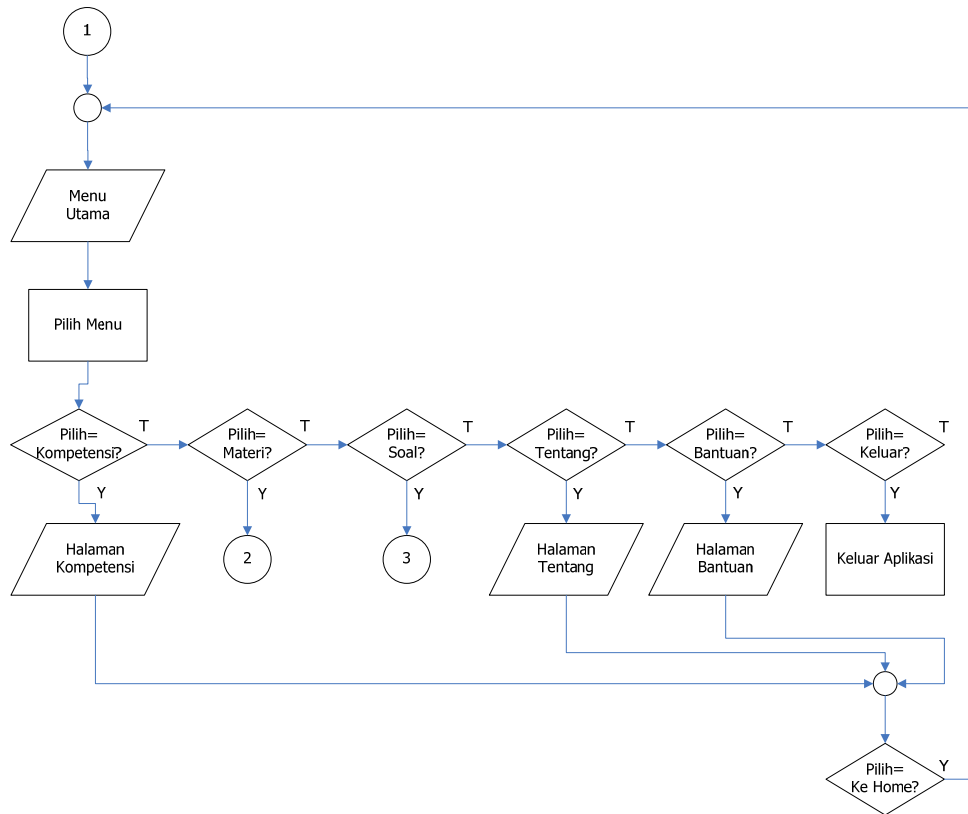 1
Menu
Utama
Pilih Menu
Pilih=
Kompetensi?
T
Y
Pilih=
Materi?
T
Y
Pilih=
Soal?
T
Y
Pilih=
Tentang?
T
Y
Pilih=
Bantuan?
T
Y
Pilih=
Keluar?
T
Y
Halaman
Kompetensi
2
3
Halaman
Tentang
Halaman
Bantuan
Keluar Aplikasi
Pilih=
Ke Home?
Y